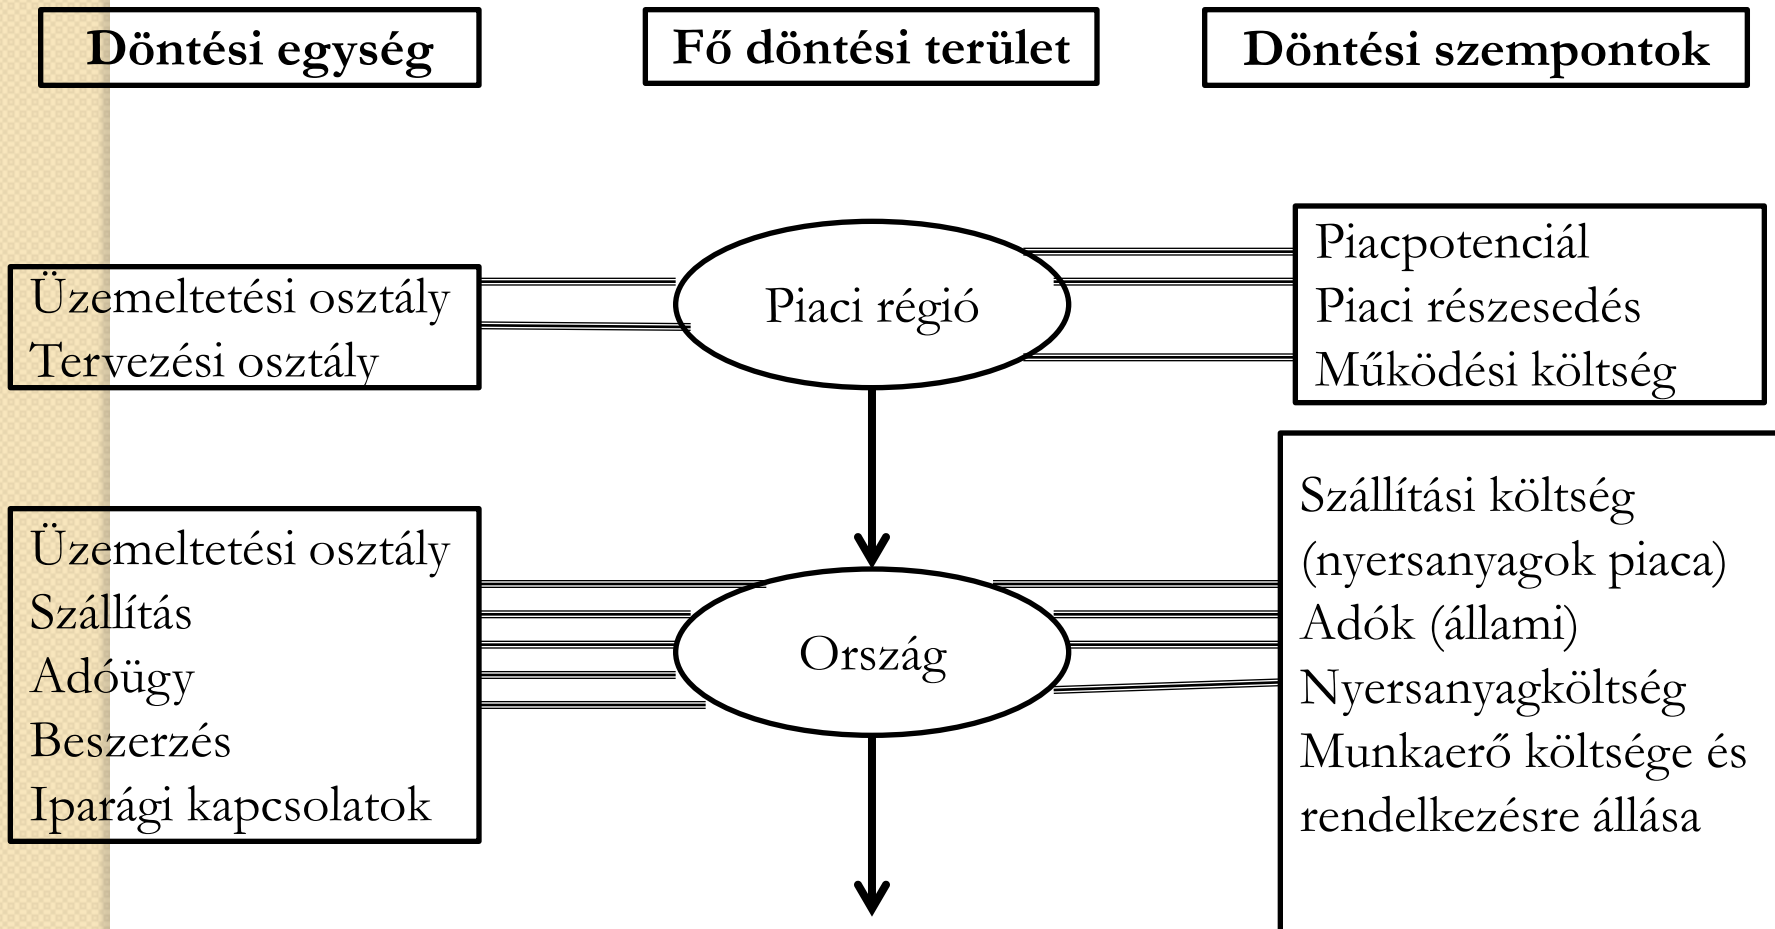 Döntési egység
Fő döntési terület
Döntési szempontok
Üzemeltetési osztály
Tervezési osztály
Piaci régió
Piacpotenciál
Piaci részesedés
Működési költség
Üzemeltetési osztály
Szállítás
Adóügy
Beszerzés
Iparági kapcsolatok
Ország
Szállítási költség
(nyersanyagok piaca)
Adók (állami)
Nyersanyagköltség
Munkaerő költsége és
rendelkezésre állása